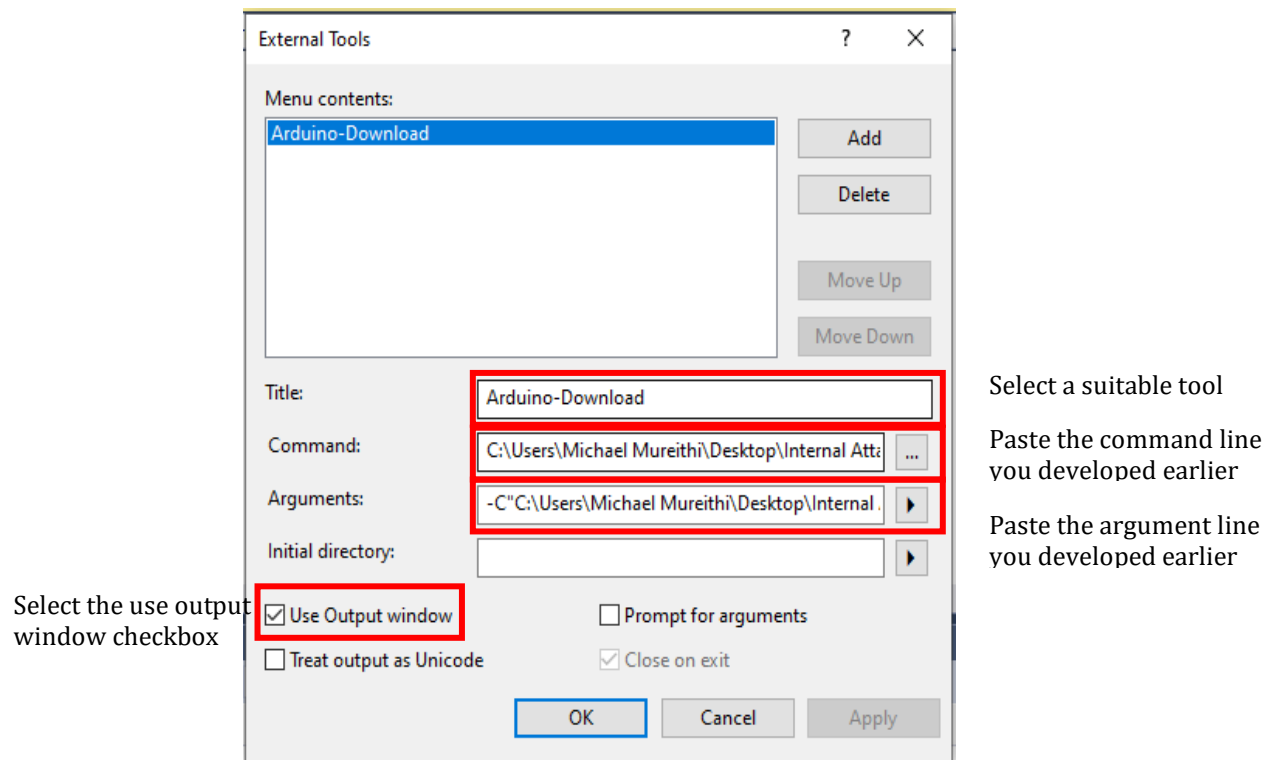 External Tools ?
Menu contents:
Arduino-Download
Add
Delete
Move Up
Move Down
Title:
Arduino-Download
Select a suitable tool
Command:
C:\Users\Michael Mureithi\Desktop\Internal Atta
...
Paste the command line
you developed earlier
Arguments:
-C"C:\Users\Michael Mureithi\Desktop\Internal .
Paste the argument line
you developed earlier
Initial directory:
Select the use output
window checkbox
Use Output window
Prompt for arguments
Treat output as Unicode
Close on exit
OK
Cancel
Apply